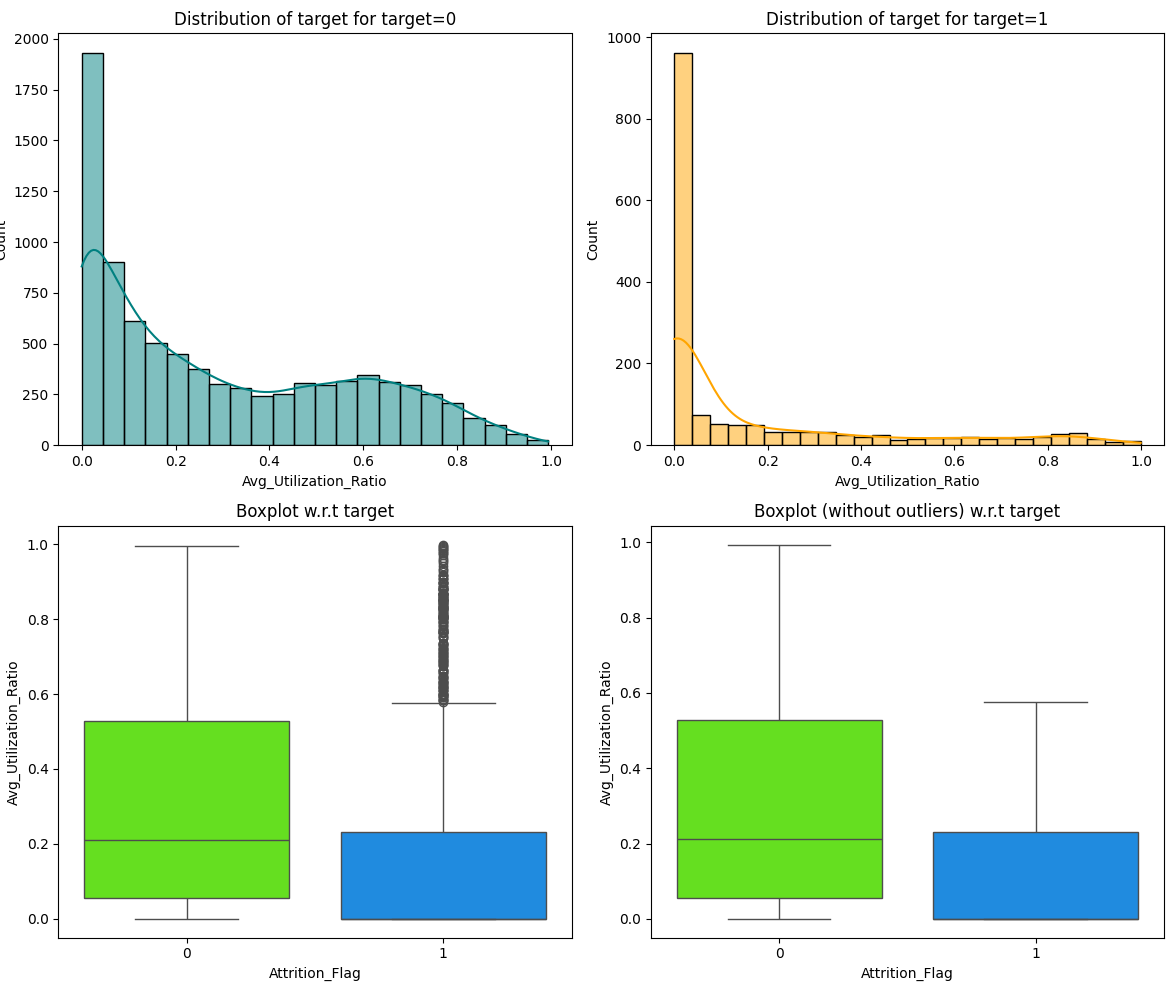 Distribution of target for target=0
Distribution of target for target=1
2000
1750
1500
1250
1000
750
500
250
0
Count
0.0 0.2 0.4 0.6 0.8 1.0
Avg_Utilization_Ratio
1000
800
600
400
200
0
Count
0.0 0.2 0.4 0.6 0.8 1.0
Avg_Utilization_Ratio
Boxplot w.r.t target
Boxplot (without outliers) w.r.t target
1.0
0.8
0.6
0.4
0.2
0.0
Avg_Utilization_Ratio
0 1
Attrition_Flag
1.0
0.8
0.6
0.4
0.2
0.0
Avg_Utilization_Ratio
0 1
Attrition_Flag